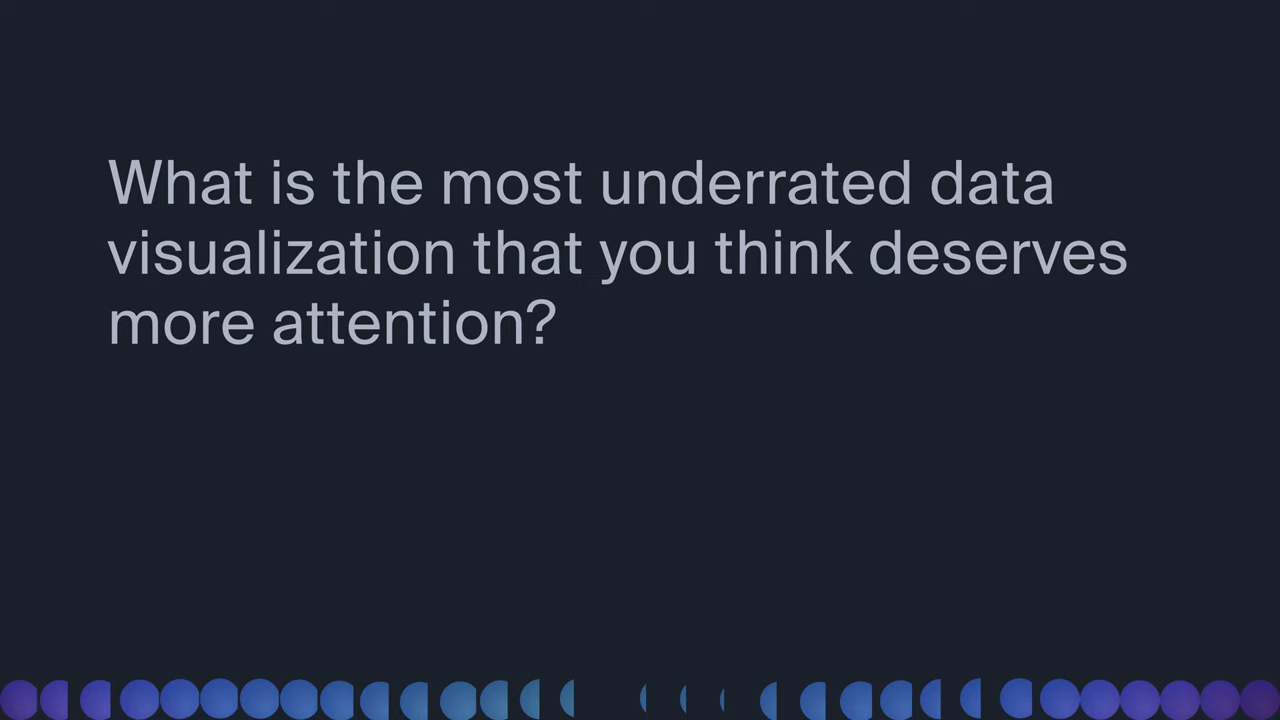 What is the most underrated data
visualization that you think deserves
more attention?